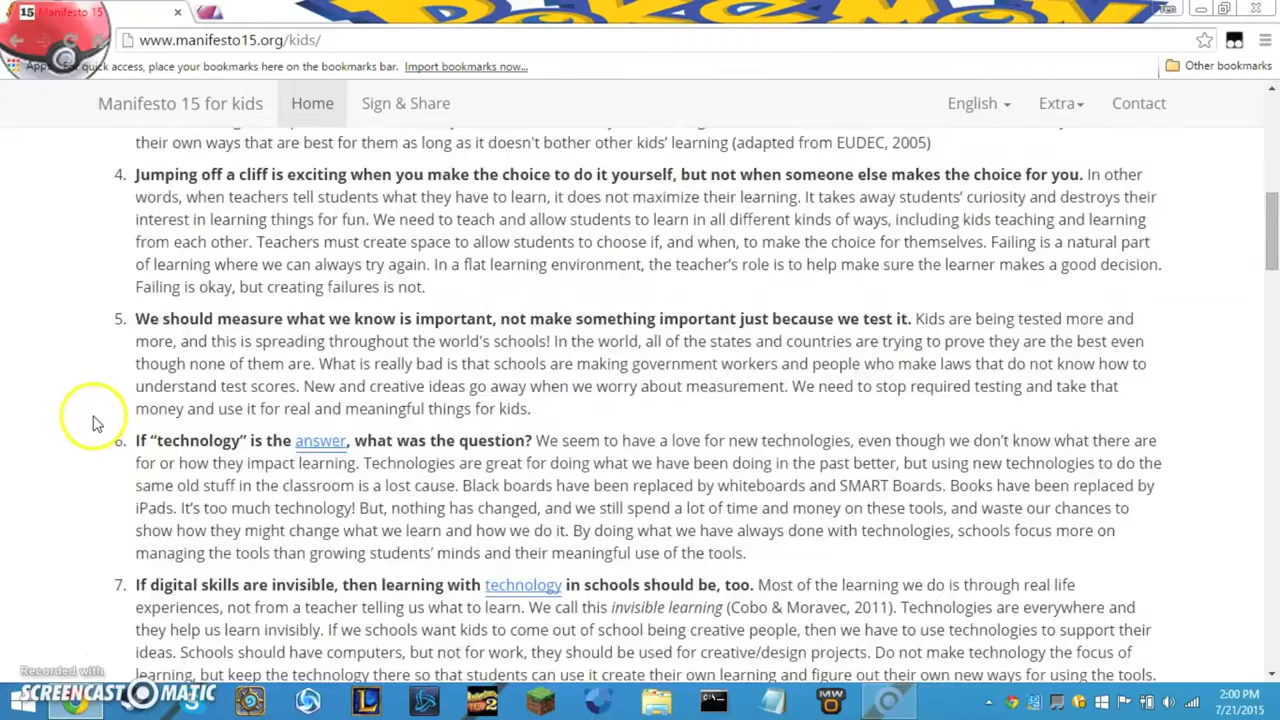 15 Manifesto 15
POKéMON
www.manifesto15.org/kids/
Apps For quick access, place your bookmarks here on the bookmarks bar. Import bookmarks now... Other bookmarks
Manifesto 15 for kids Home Sign & Share English Extra Contact
their own ways that are best for them as long as it doesn't bother other kids' learning (adapted from EUDEC, 2005)
4. Jumping off a cliff is exciting when you make the choice to do it yourself, but not when someone else makes the choice for you. In other
words, when teachers tell students what they have to learn, it does not maximize their learning. It takes away students' curiosity and destroys their
interest in learning things for fun. We need to teach and allow students to learn in all different kinds of ways, including kids teaching and learning
from each other. Teachers must create space to allow students to choose if, and when, to make the choice for themselves. Failing is a natural part
of learning where we can always try again. In a flat learning environment, the teacher's role is to help make sure the learner makes a good decision.
Failing is okay, but creating failures is not.
5. We should measure what we know is important, not make something important just because we test it. Kids are being tested more and
more, and this is spreading throughout the world's schools! In the world, all of the states and countries are trying to prove they are the best even
though none of them are. What is really bad is that schools are making government workers and people who make laws that do not know how to
understand test scores. New and creative ideas go away when we worry about measurement. We need to stop required testing and take that
money and use it for real and meaningful things for kids.
6. If “technology” is the answer, what was the question? We seem to have a love for new technologies, even though we don't know what there are
for or how they impact learning. Technologies are great for doing what we have been doing in the past better, but using new technologies to do the
same old stuff in the classroom is a lost cause. Black boards have been replaced by whiteboards and SMART Boards. Books have been replaced by
iPads. It's too much technology! But, nothing has changed, and we still spend a lot of time and money on these tools, and waste our chances to
show how they might change what we learn and how we do it. By doing what we have always done with technologies, schools focus more on
managing the tools than growing students' minds and their meaningful use of the tools.
7. If digital skills are invisible, then learning with technology in schools should be, too. Most of the learning we do is through real life
experiences, not from a teacher telling us what to learn. We call this invisible learning (Cobo & Moravec, 2011). Technologies are everywhere and
they help us learn invisibly. If we schools want kids to come out of school being creative people, then we have to use technologies to support their
ideas. Schools should have computers, but not for work, they should be used for creative/design projects. Do not make technology the focus of
learning, but keep the technology there so that students can use it create their own learning and figure out their own new ways for using the tools.
Recorded with
SCREENCAST-O-MATIC
MW
2:00 PM
7/21/2015